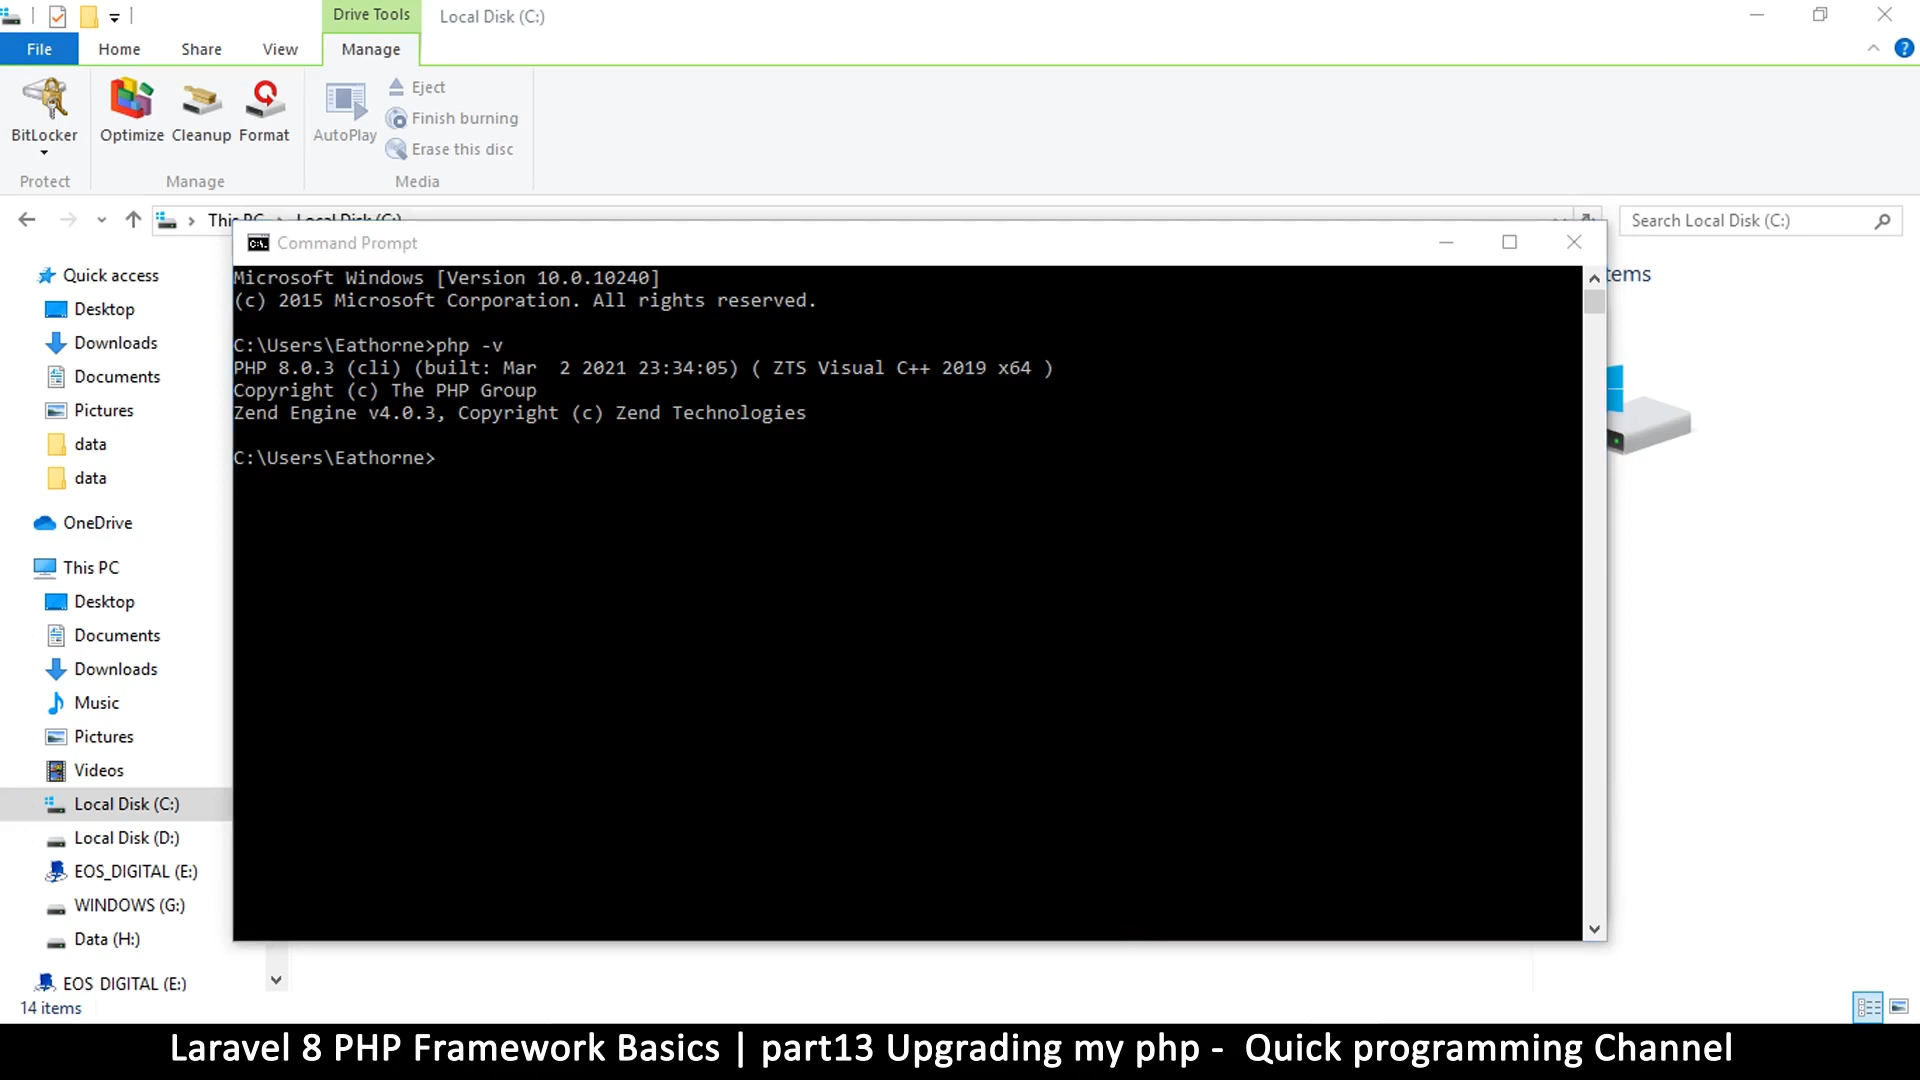 Drive Tools Local Disk (C:)
File Home Share View Manage
BitLocker Optimize Cleanup Format AutoPlay
Eject
Finish burning
Erase this disc
Protect Manage Media
This PC Local Disk (C:)
Search Local Disk (C:)
Quick access
Desktop
Downloads
Documents
Pictures
data
data
OneDrive
This PC
Desktop
Documents
Downloads
Music
Pictures
Videos
Local Disk (C:)
Local Disk (D:)
EOS_DIGITAL (E:)
WINDOWS (G:)
Data (H:)
EOS DIGITAL (E:)
14 items
Command Prompt
Microsoft Windows [Version 10.0.10240]
(c) 2015 Microsoft Corporation. All rights reserved.
C:\Users\Eathorne>php -v
PHP 8.0.3 (cli) (built: Mar  2 2021 23:34:05) ( ZTS Visual C++ 2019 x64 )
Copyright (c) The PHP Group
Zend Engine v4.0.3, Copyright (c) Zend Technologies
C:\Users\Eathorne>
tems
Laravel 8 PHP Framework Basics | part13 Upgrading my php - Quick programming Channel